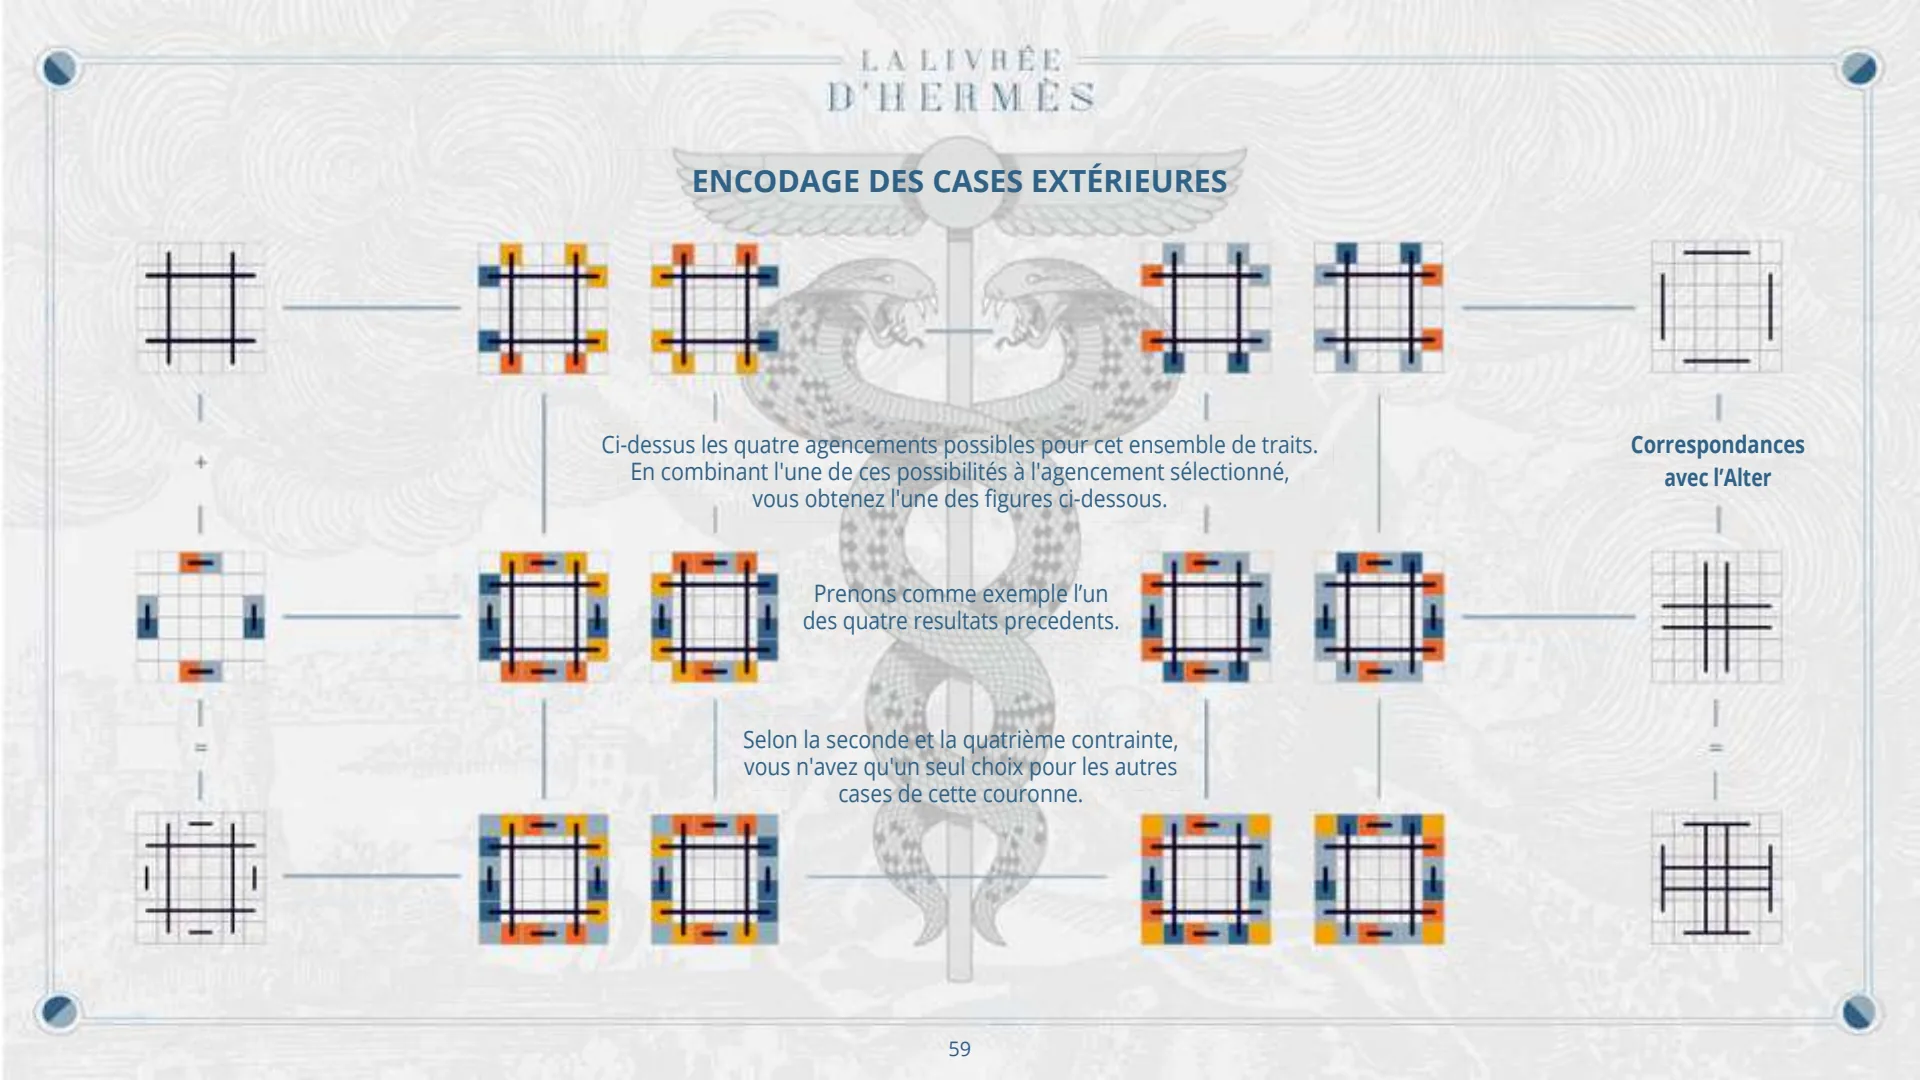 LA LIVRÉE
D'HERMÈS
ENCODAGE DES CASES EXTÉRIEURES
Ci-dessus les quatre agencements possibles pour cet ensemble de traits.
En combinant l'une de ces possibilités à l'agencement sélectionné,
vous obtenez l'une des figures ci-dessous.
Correspondances
avec l’Alter
+
Prenons comme exemple l’un
des quatre resultats precedents.
Selon la seconde et la quatrième contrainte,
vous n'avez qu'un seul choix pour les autres
cases de cette couronne.
=
=
59